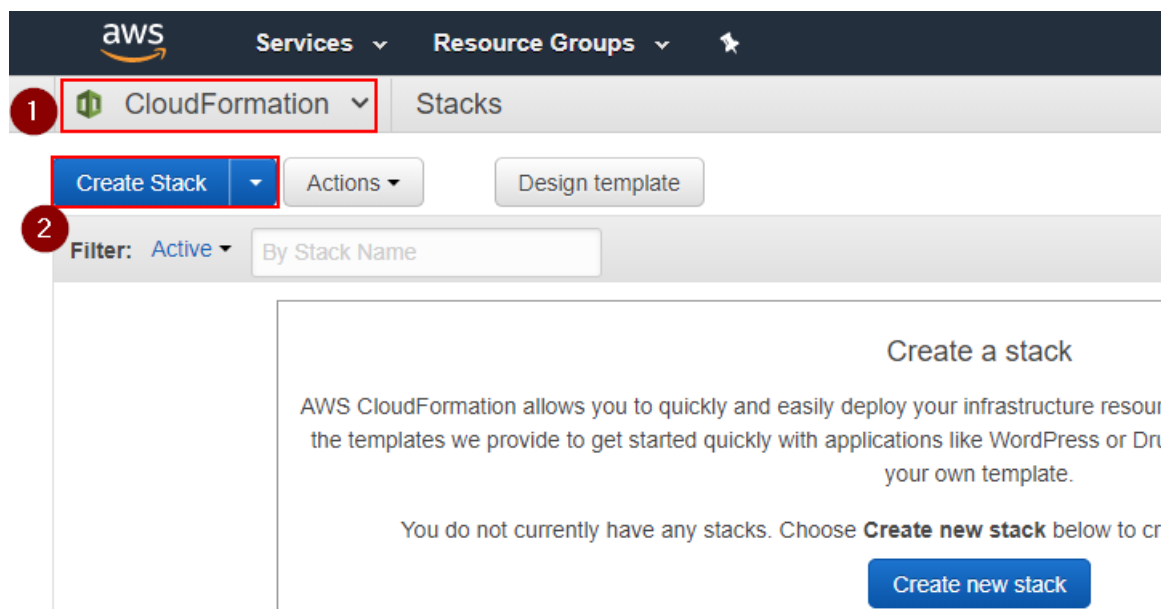 aws Services Resource Groups
1 CloudFormation Stacks
Create Stack Actions Design template
2
Filter: Active By Stack Name
Create a stack
AWS CloudFormation allows you to quickly and easily deploy your infrastructure
the templates we provide to get started quickly with applications like WordPress or
your own template.
You do not currently have any stacks. Choose Create new stack below to
Create new stack